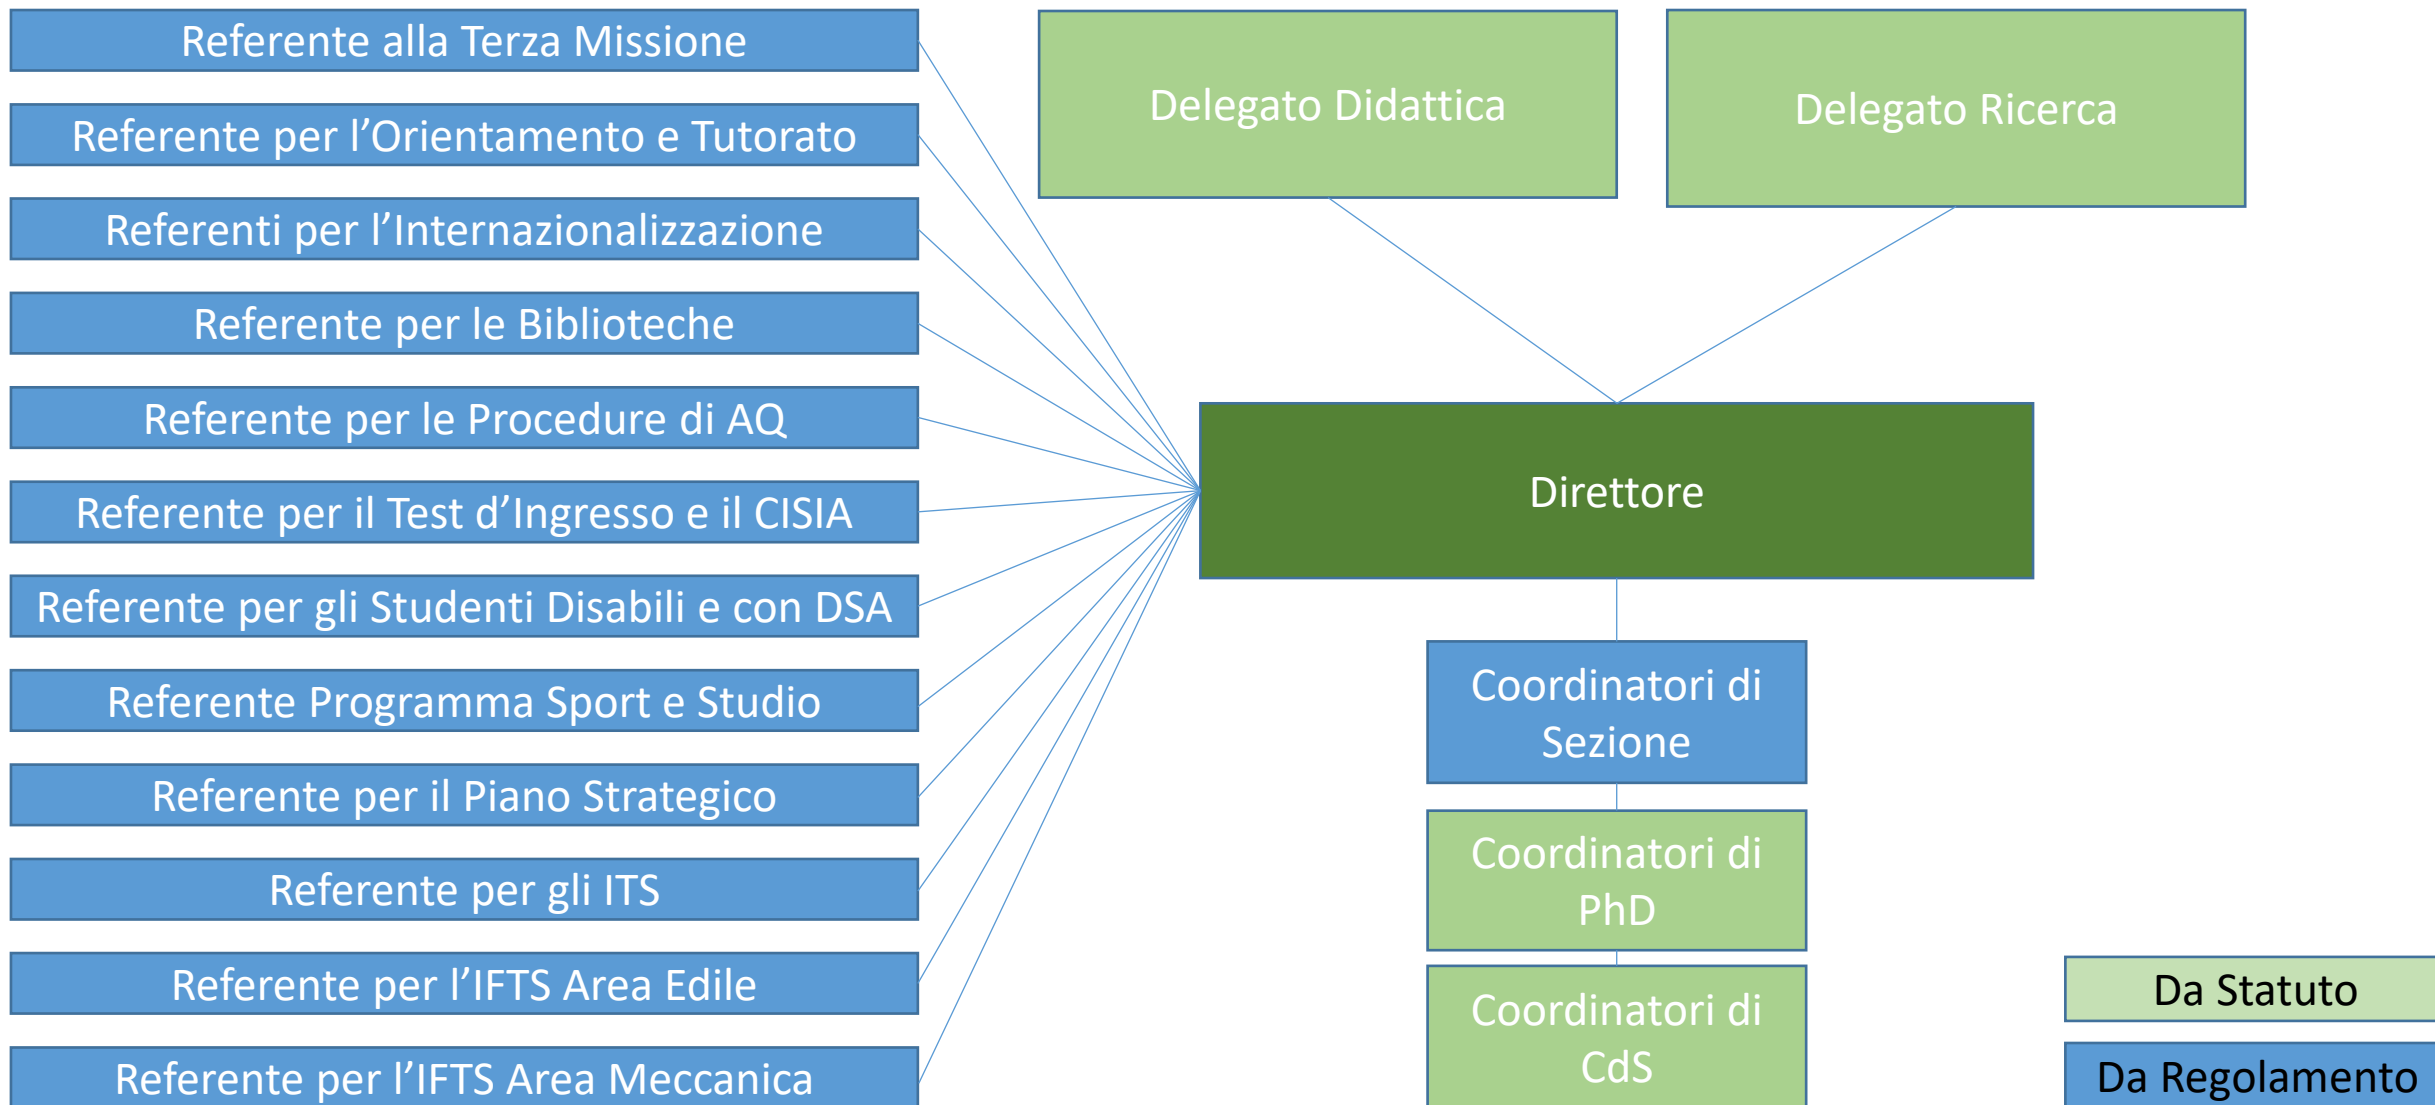 Referente alla Terza Missione
Referente per l’Orientamento e Tutorato
Referenti per l’Internazionalizzazione
Referente per le Biblioteche
Referente per le Procedure di AQ
Referente per il Test d’Ingresso e il CISIA
Referente per gli Studenti Disabili e con DSA
Referente Programma Sport e Studio
Referente per il Piano Strategico
Referente per gli ITS
Referente per l’IFTS Area Edile
Referente per l’IFTS Area Meccanica
Delegato Didattica
Delegato Ricerca
Direttore
Coordinatori di
Sezione
Coordinatori di
PhD
Coordinatori di
CdS
Da Statuto
Da Regolamento